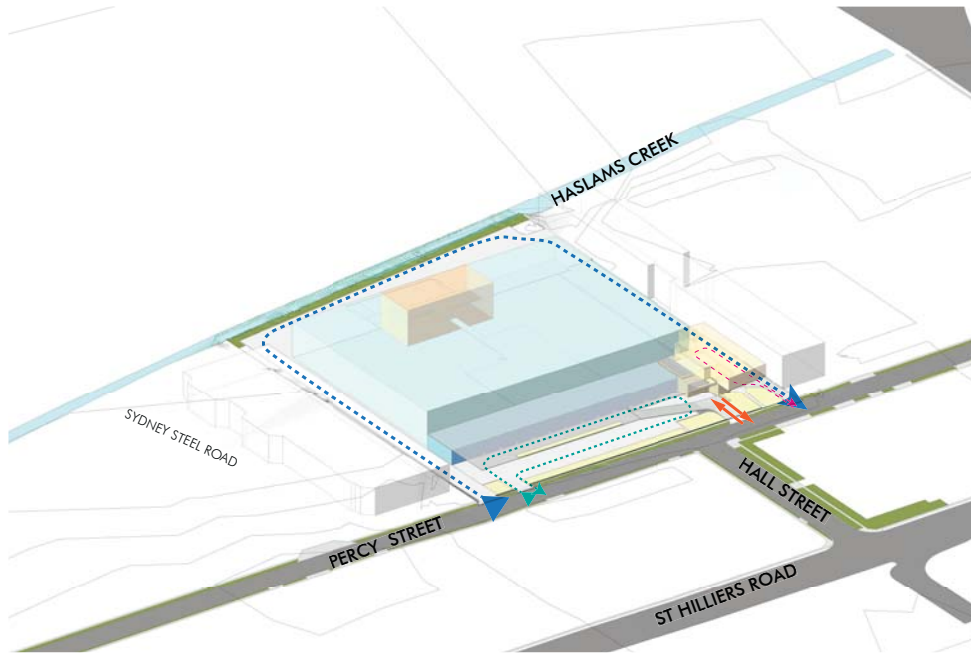 HASLAMS CREEK
SYDNEY STEEL ROAD
HALL STREET
PERCY STREET
ST HILLIERS ROAD